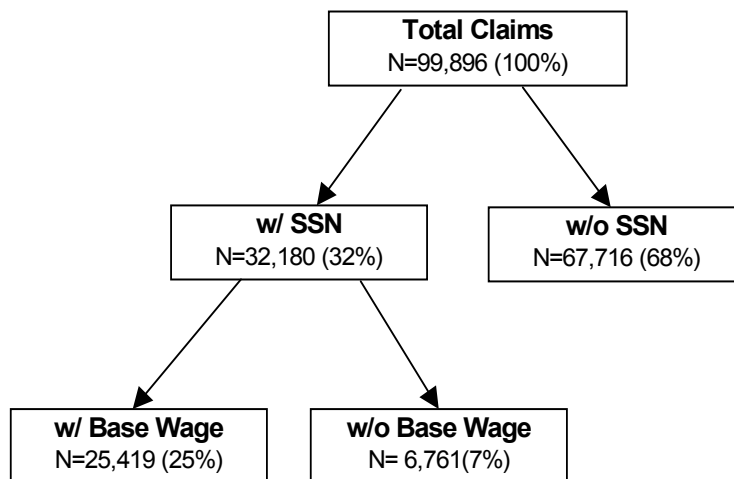 Total Claims
N=99,896 (100%)
w/ SSN
N=32,180 (32%)
w/o SSN
N=67,716 (68%)
w/ Base Wage
N=25,419 (25%)
w/o Base Wage
N= 6,761(7%)